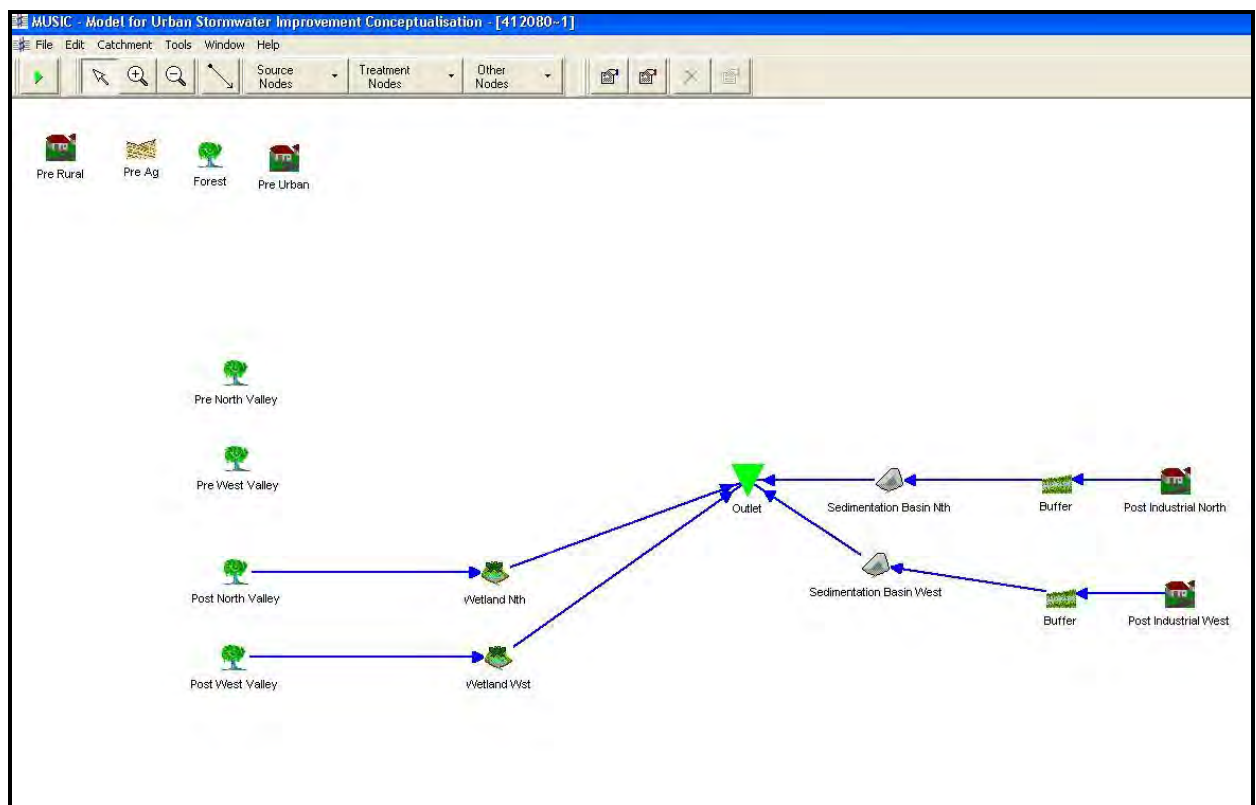 MUSIC - Model for Urban Stormwater Improvement Conceptualisation - [412080~1]
File Edit Catchment Tools Window Help
Source Nodes Treatment Nodes Other Nodes
Pre Rural
Pre Ag
Forest
Pre Urban
Pre North Valley
Pre West Valley
Outlet
Sedimentation Basin Nth
Buffer
Post Industrial North
Post North Valley
Wetland Nth
Sedimentation Basin West
Buffer
Post Industrial West
Post West Valley
Wetland Wst